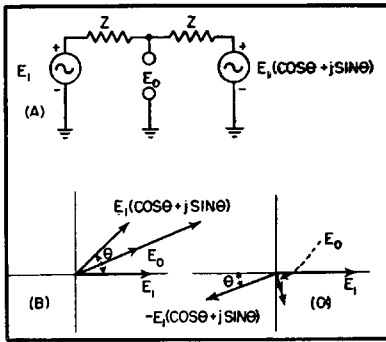 Z Z
+ +
E₁ E₀ E₁(COSθ+jSINθ)
- -
(A)
E₁(COSθ+jSINθ)
θ E₀
E₁
(B)
E₀
θ
E₁
-E₁(COSθ+jSINθ)
(C)